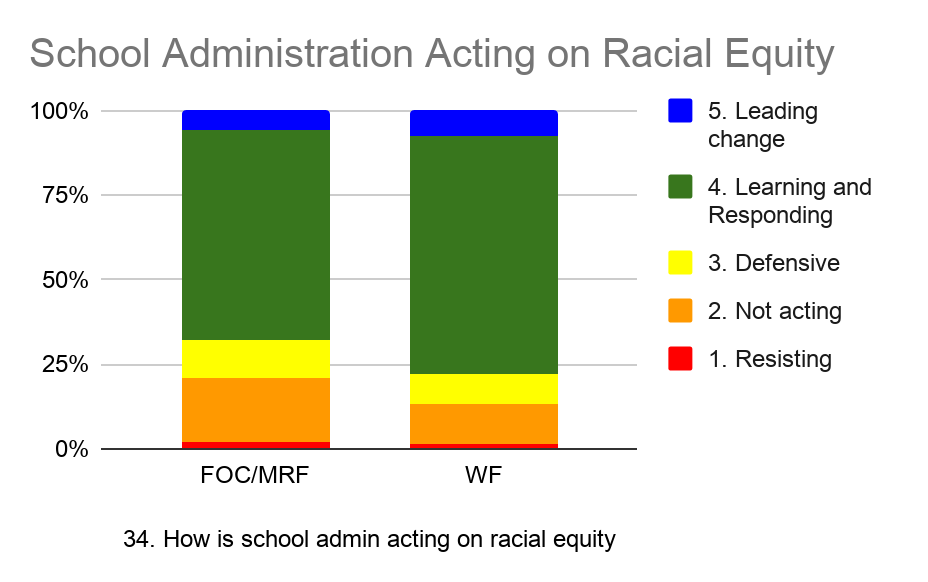 School Administration Acting on Racial Equity
100%
75%
50%
25%
0%
FOC/MRF
WF
5. Leading
change
4. Learning and
Responding
3. Defensive
2. Not acting
1. Resisting
34. How is school admin acting on racial equity